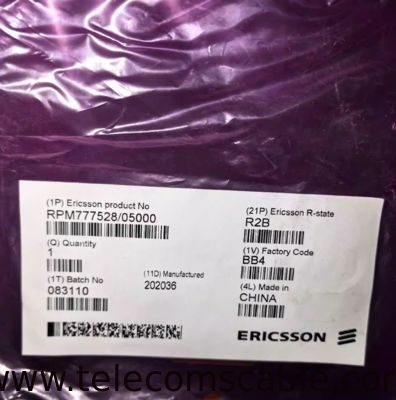 (1P) Ericsson product No
RPM777528/05000
(21P) Ericsson R-state
R2B
(Q) Quantity
1
(1V) Factory Code
BB4
(1T) Batch No
083110
(11D) Manufactured
202036
(4L) Made in
CHINA
ERICSSON
www.telecomscable.com